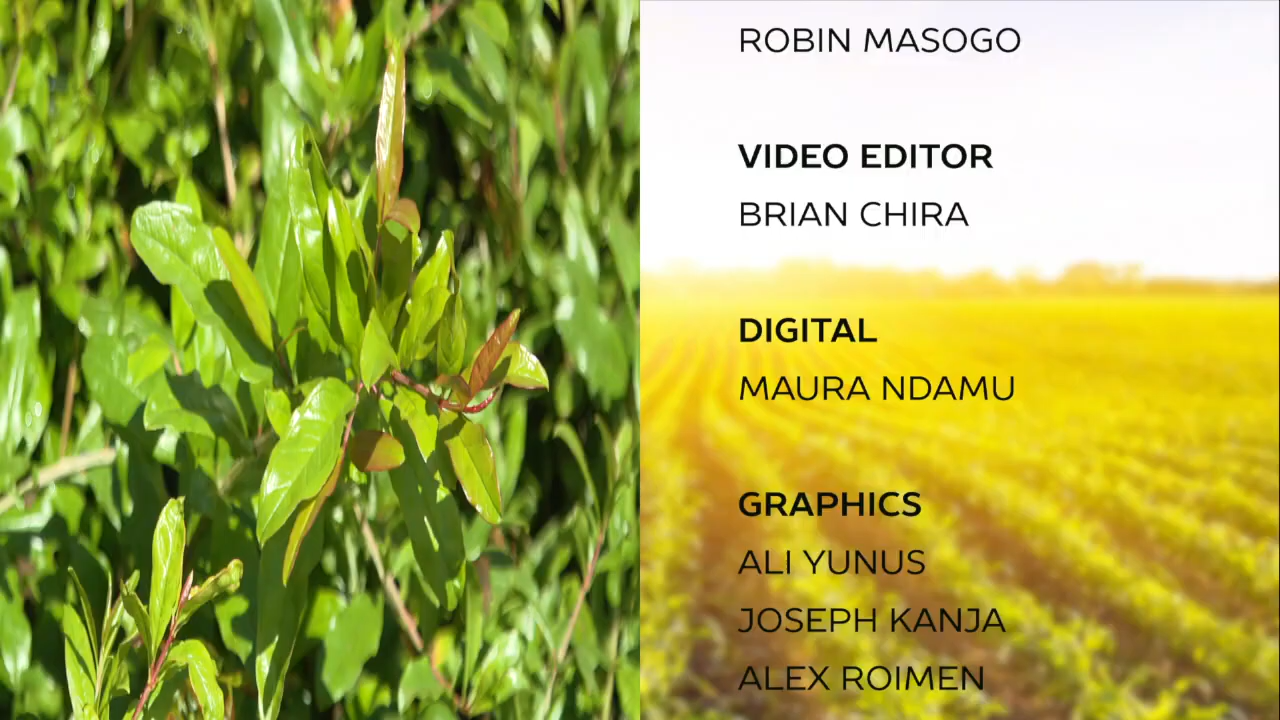 ROBIN MASOGO
VIDEO EDITOR
BRIAN CHIRA
DIGITAL
MAURA NDAMU
GRAPHICS
ALI YUNUS
JOSEPH KANJA
ALEX ROIMEN